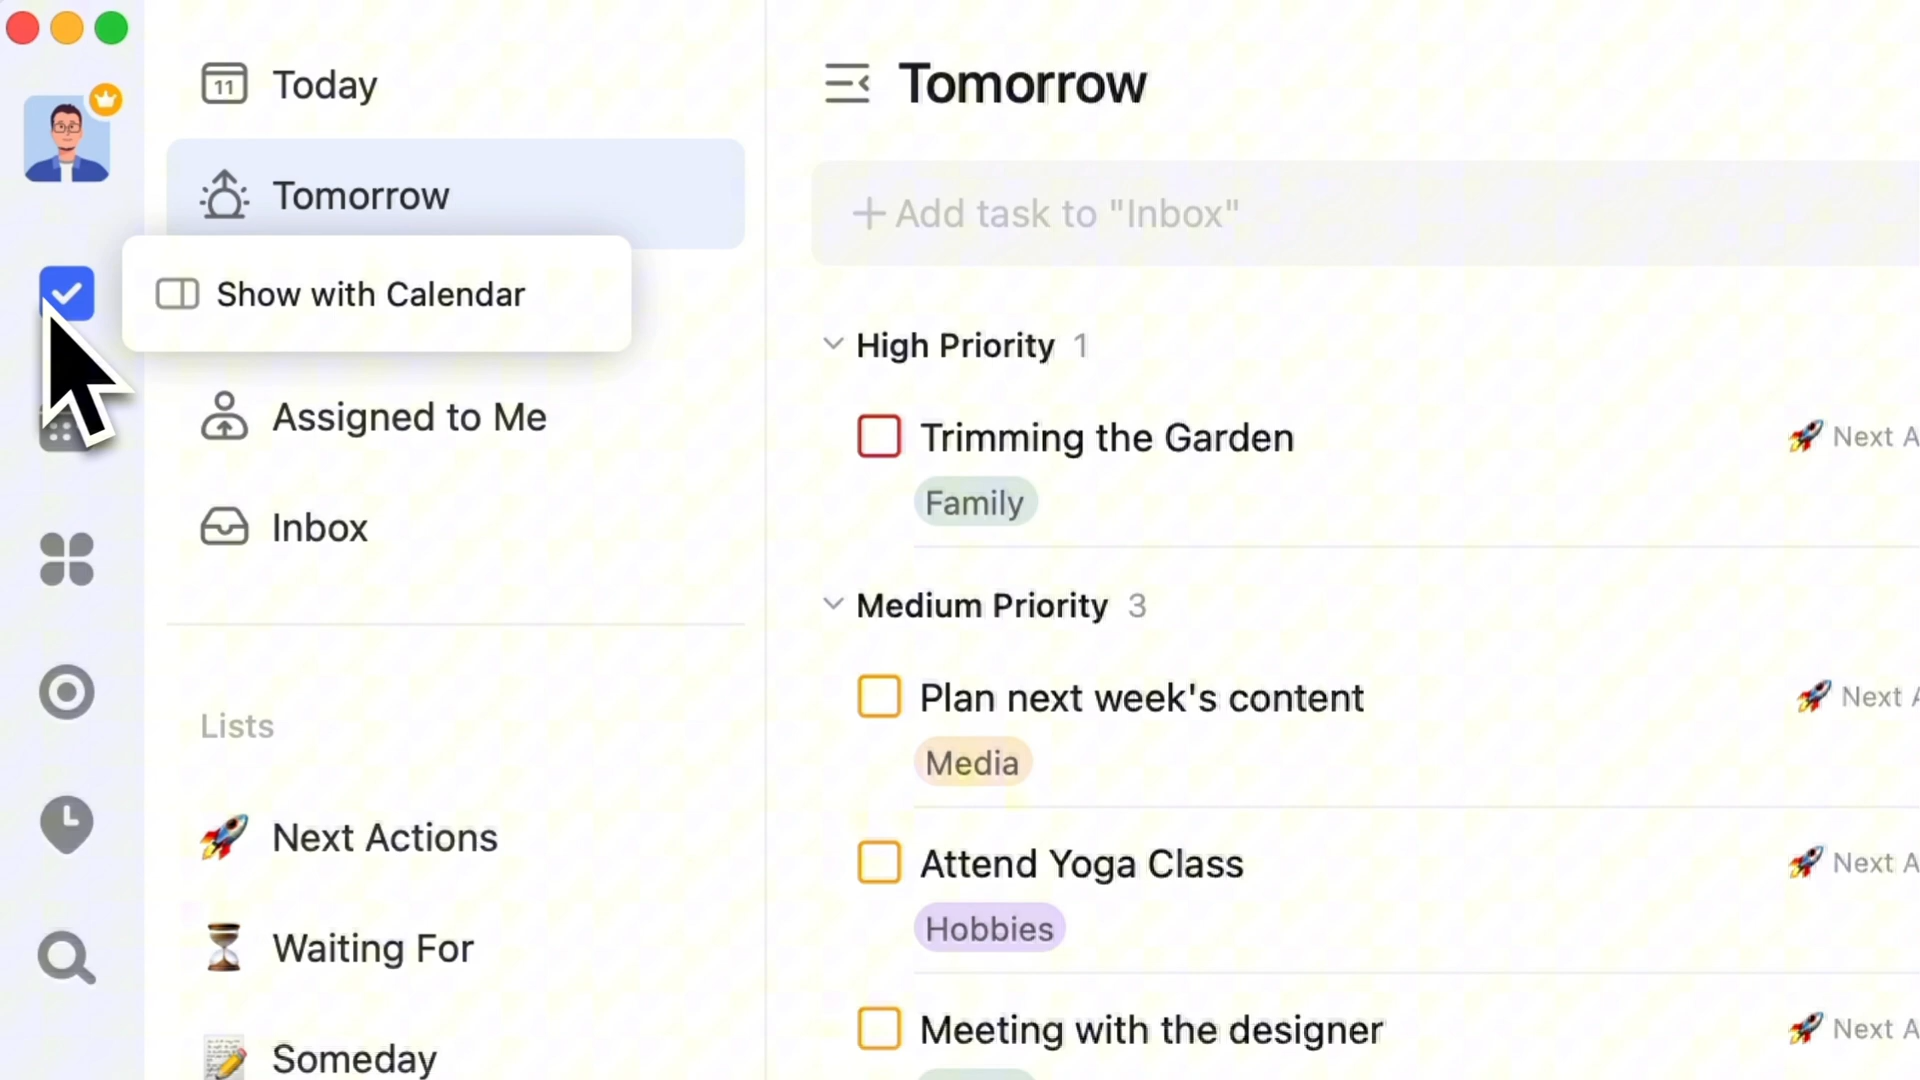 11 Today
Tomorrow
Show with Calendar
Assigned to Me
Inbox
Lists
Next Actions
Waiting For
Someday
Tomorrow
+ Add task to "Inbox"
High Priority 1
Trimming the Garden
Next A
Family
Medium Priority 3
Plan next week's content
Next
Media
Attend Yoga Class
Next A
Hobbies
Meeting with the designer
Next A